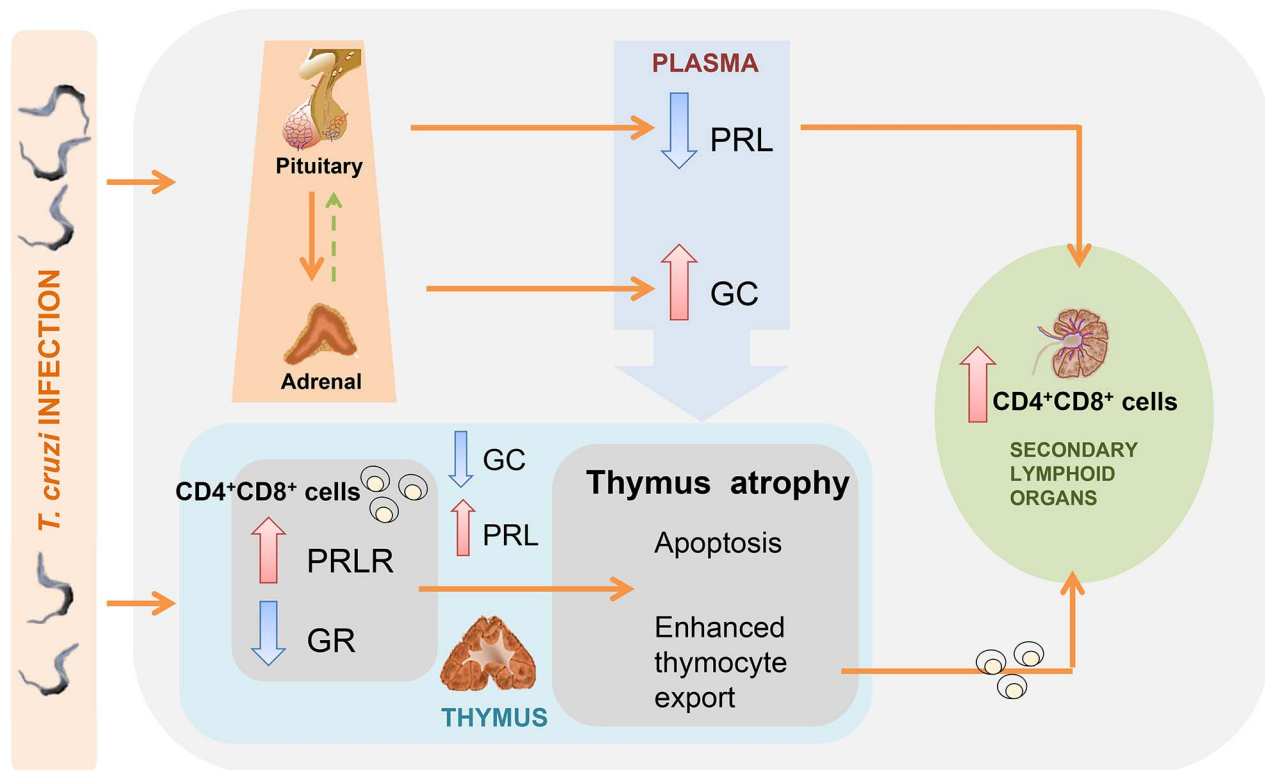 T. cruzi INFECTION
Pituitary
Adrenal
PLASMA
PRL
GC
CD4⁺CD8⁺ cells
SECONDARY
LYMPHOID
ORGANS
CD4⁺CD8⁺ cells
PRLR
GR
GC
PRL
THYMUS
Thymus atrophy
Apoptosis
Enhanced
thymocyte
export